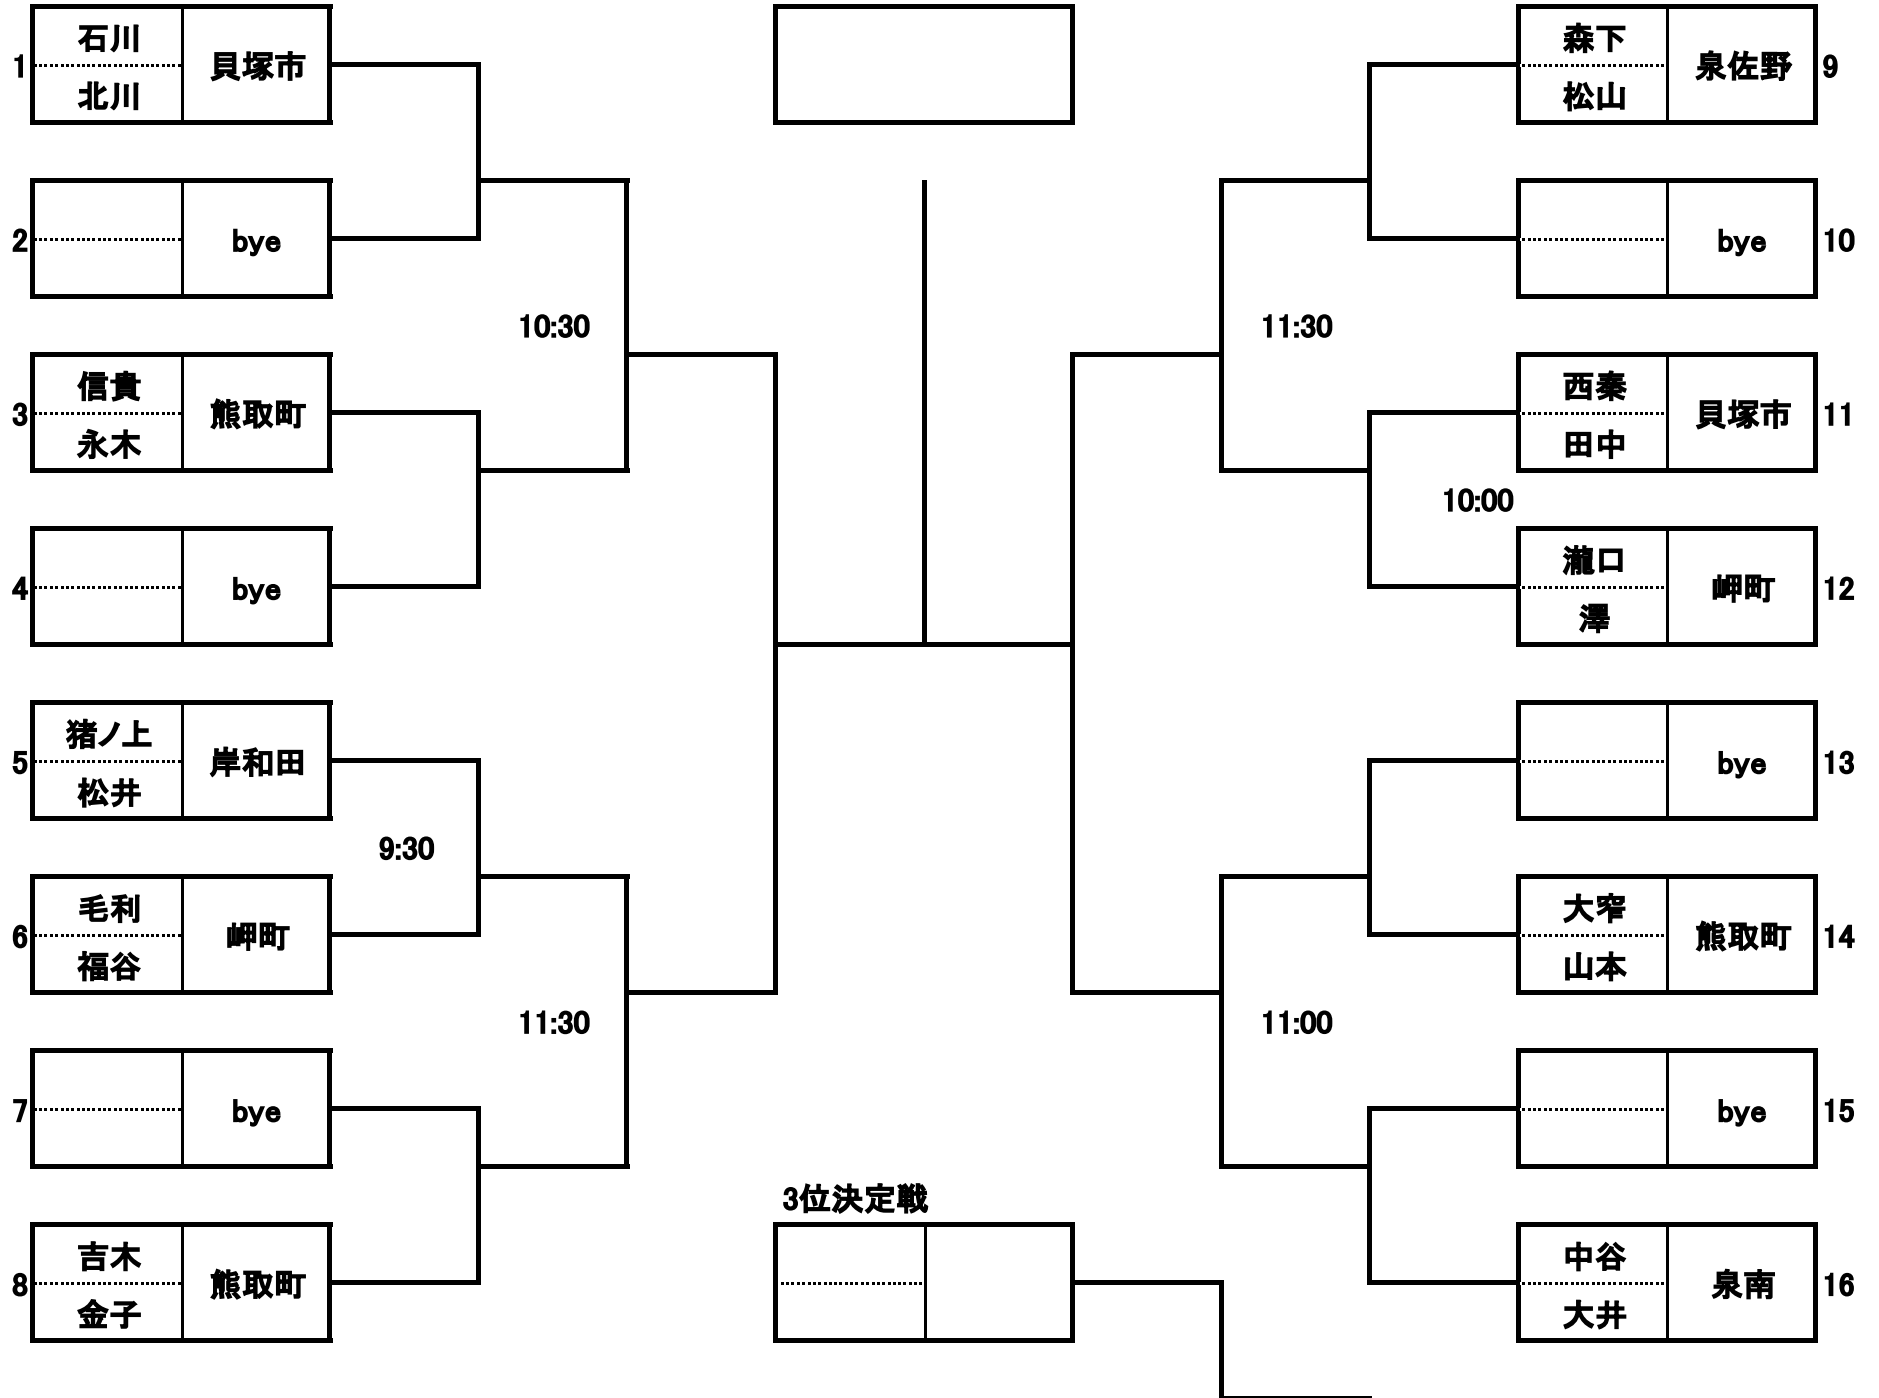 1 石川 北川 貝塚市
2 bye
10:30
3 信貴 永木 熊取町
4 bye
5 猪ノ上 松井 岸和田
9:30
6 毛利 福谷 岬町
11:30
7 bye
8 吉木 金子 熊取町
3位決定戦
森下 松山 泉佐野 9
bye 10
11:30
西秦 田中 貝塚市 11
10:00
瀧口 澤 岬町 12
bye 13
大窄 山本 熊取町 14
11:00
bye 15
中谷 大井 泉南 16